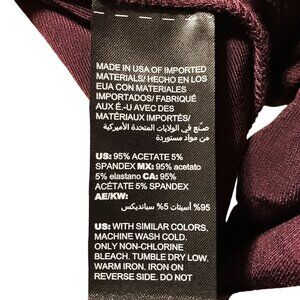 MADE IN USA OF IMPORTED
MATERIALS/ HECHO EN LOS
EUA CON MATERIALES
IMPORTADOS/ FABRIQUÉ
AUX É.-U AVEC DES
MATÉRIAUX IMPORTÉS/
صنع في الولايات المتحدة الأميركية
من مواد مستوردة
US: 95% ACETATE 5%
SPANDEX MX: 95% acetato
5% elastano CA: 95%
ACÉTATE 5% SPANDEX
AE/KW:
95% أسيتات 5% سبانديكس
US: WITH SIMILAR COLORS.
MACHINE WASH COLD.
ONLY NON-CHLORINE
BLEACH. TUMBLE DRY LOW.
WARM IRON. IRON ON
REVERSE SIDE. DO NOT